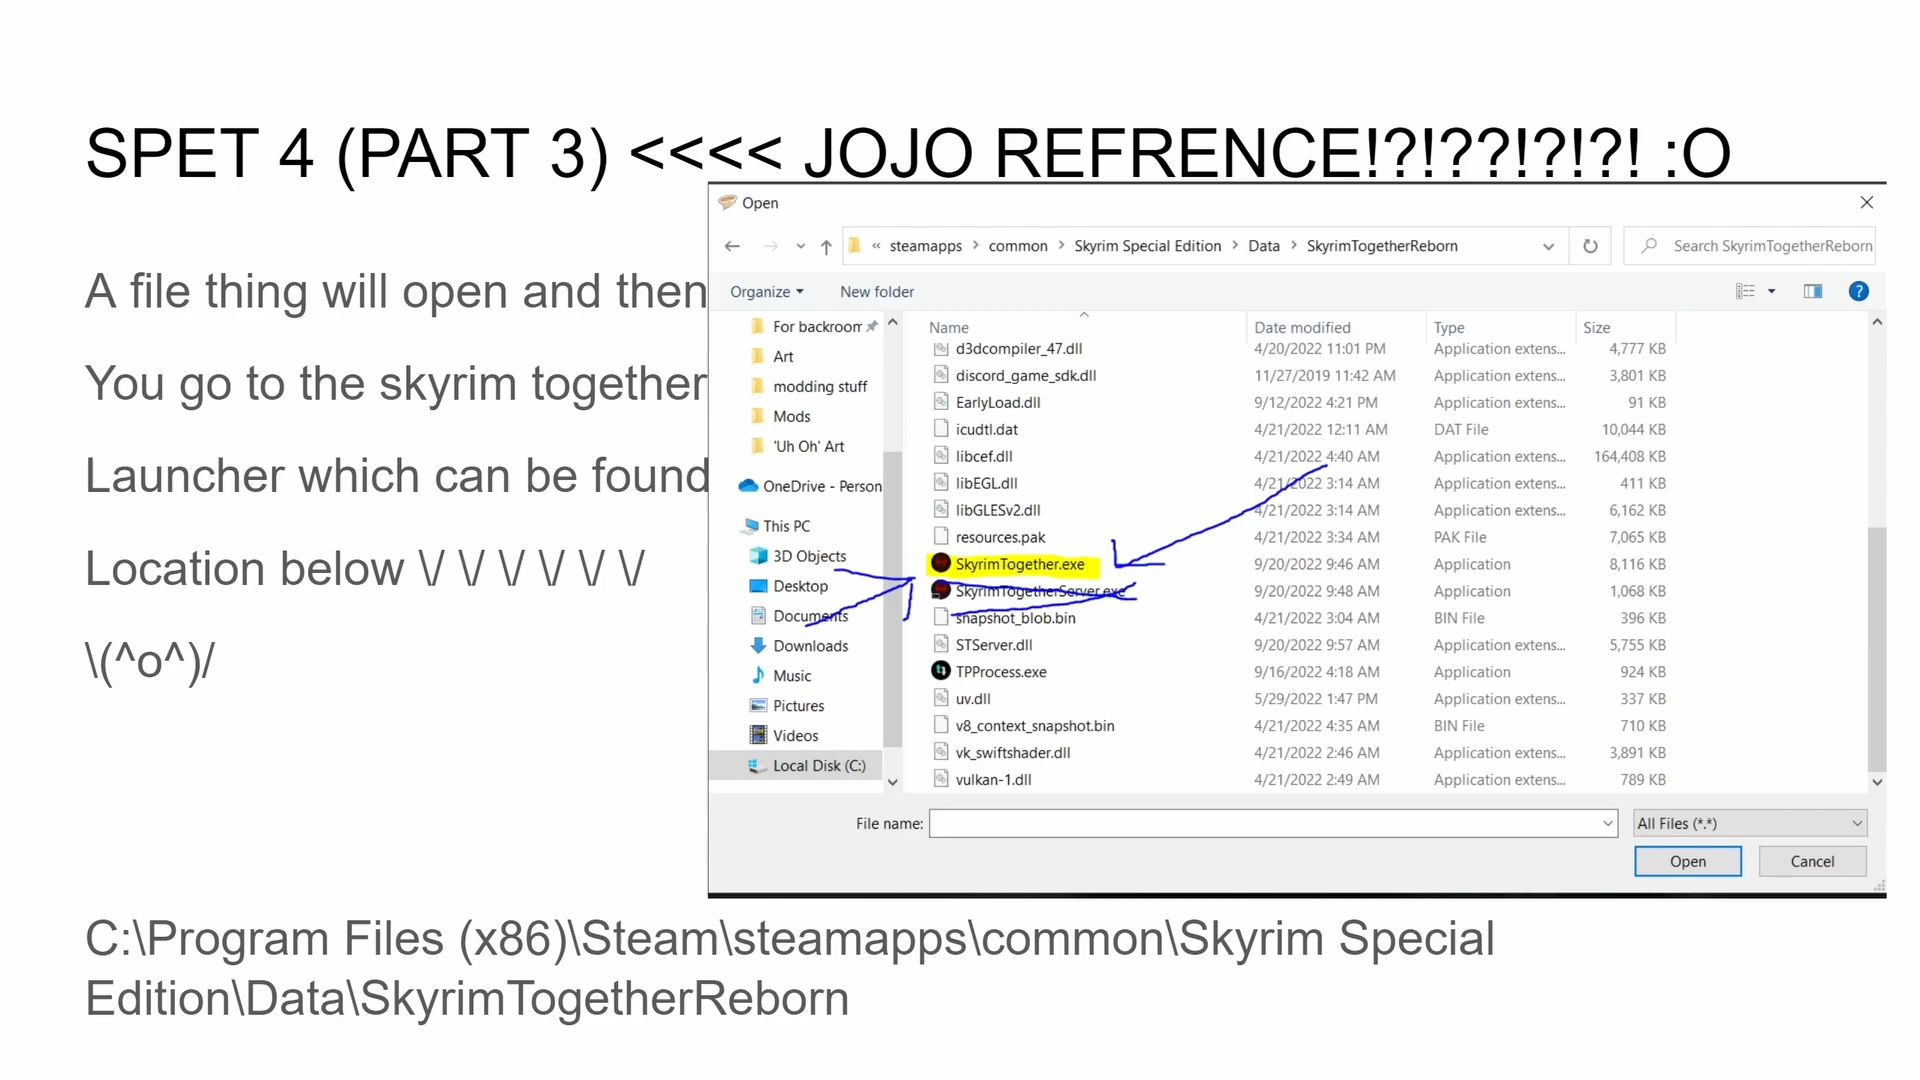 SPET 4 (PART 3) <<<< JOJO REFRENCE!?!??!?!?! :O
A file thing will open and then
You go to the skyrim together
Launcher which can be found
Location below \/ \/ \/ \/ \/ \/
\(^o^)/
Open
« steamapps > common > Skyrim Special Edition > Data > SkyrimTogetherReborn
Search SkyrimTogetherReborn
Organize
New folder
For backroom
Art
modding stuff
Mods
'Uh Oh' Art
OneDrive - Person
This PC
3D Objects
Desktop
Documents
Downloads
Music
Pictures
Videos
Local Disk (C:)
Name Date modified Type Size
d3dcompiler_47.dll 4/20/2022 11:01 PM Application extens... 4,777 KB
discord_game_sdk.dll 11/27/2019 11:42 AM Application extens... 3,801 KB
EarlyLoad.dll 9/12/2022 4:21 PM Application extens... 91 KB
icudtl.dat 4/21/2022 12:11 AM DAT File 10,044 KB
libcef.dll 4/21/2022 4:40 AM Application extens... 164,408 KB
libEGL.dll 4/21/2022 3:14 AM Application extens... 411 KB
libGLESv2.dll 4/21/2022 3:14 AM Application extens... 6,162 KB
resources.pak 4/21/2022 3:34 AM PAK File 7,065 KB
SkyrimTogether.exe 9/20/2022 9:46 AM Application 8,116 KB
SkyrimTogetherServer.exe 9/20/2022 9:48 AM Application 1,068 KB
snapshot_blob.bin 4/21/2022 3:04 AM BIN File 396 KB
STServer.dll 9/20/2022 9:57 AM Application extens... 5,755 KB
TPProcess.exe 9/16/2022 4:18 AM Application 924 KB
uv.dll 5/29/2022 1:47 PM Application extens... 337 KB
v8_context_snapshot.bin 4/21/2022 4:35 AM BIN File 710 KB
vk_swiftshader.dll 4/21/2022 2:46 AM Application extens... 3,891 KB
vulkan-1.dll 4/21/2022 2:49 AM Application extens... 789 KB
File name:
All Files (*.*)
Open
Cancel
C:\Program Files (x86)\Steam\steamapps\common\Skyrim Special
Edition\Data\SkyrimTogetherReborn